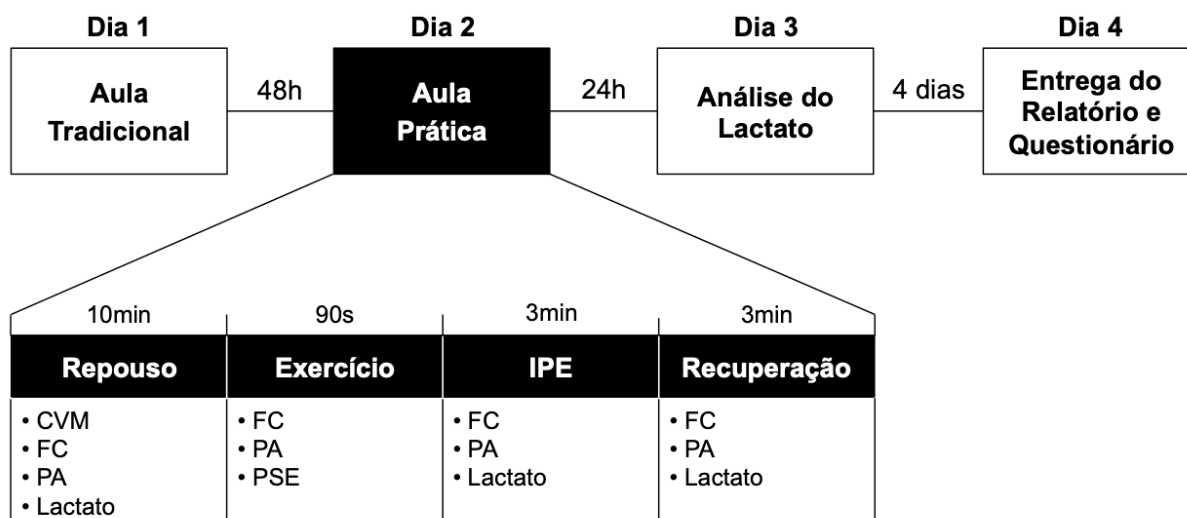 Dia 1
Dia 2
Dia 3
Dia 4
Aula
Tradicional
48h
Aula
Prática
24h
Análise do
Lactato
4 dias
Entrega do
Relatório e
Questionário
10min
90s
3min
3min
Repouso
Exercício
IPE
Recuperação
• CVM
• FC
• PA
• Lactato
• FC
• PA
• PSE
• FC
• PA
• Lactato
• FC
• PA
• Lactato